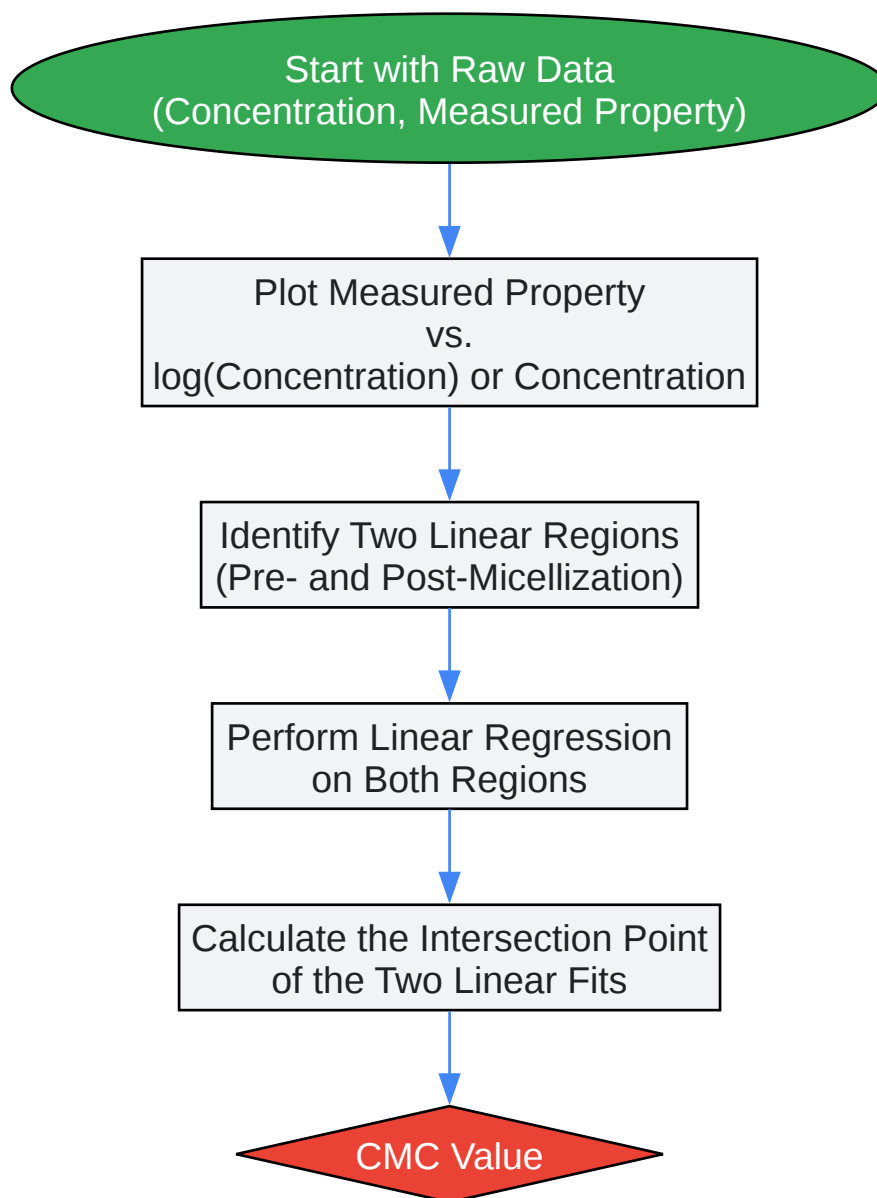 Start with Raw Data
(Concentration, Measured Property)
Plot Measured Property
vs.
log(Concentration) or Concentration
Identify Two Linear Regions
(Pre- and Post-Micellization)
Perform Linear Regression
on Both Regions
Calculate the Intersection Point
of the Two Linear Fits
CMC Value